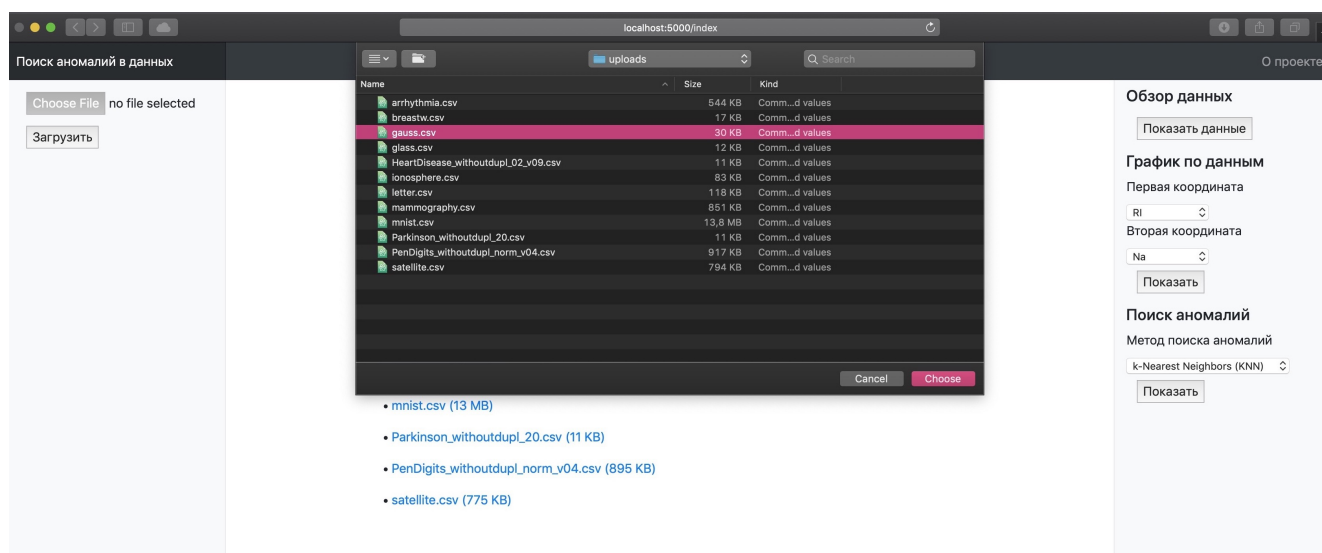 localhost:5000/index
Поиск аномалий в данных
О проекте
Choose File no file selected
Загрузить
uploads
Search
Name Size Kind
arrhythmia.csv 544 KB Comm...d values
breastw.csv 17 KB Comm...d values
gauss.csv 30 KB Comm...d values
glass.csv 12 KB Comm...d values
HeartDisease_withoutdupl_02_v09.csv 11 KB Comm...d values
ionosphere.csv 83 KB Comm...d values
letter.csv 118 KB Comm...d values
mammography.csv 851 KB Comm...d values
mnist.csv 13,8 MB Comm...d values
Parkinson_withoutdupl_20.csv 11 KB Comm...d values
PenDigits_withoutdupl_norm_v04.csv 917 KB Comm...d values
satellite.csv 794 KB Comm...d values
Cancel Choose
• mnist.csv (13 MB)
• Parkinson_withoutdupl_20.csv (11 KB)
• PenDigits_withoutdupl_norm_v04.csv (895 KB)
• satellite.csv (775 KB)
Обзор данных
Показать данные
График по данным
Первая координата
RI
Вторая координата
Na
Показать
Поиск аномалий
Метод поиска аномалий
k-Nearest Neighbors (KNN)
Показать